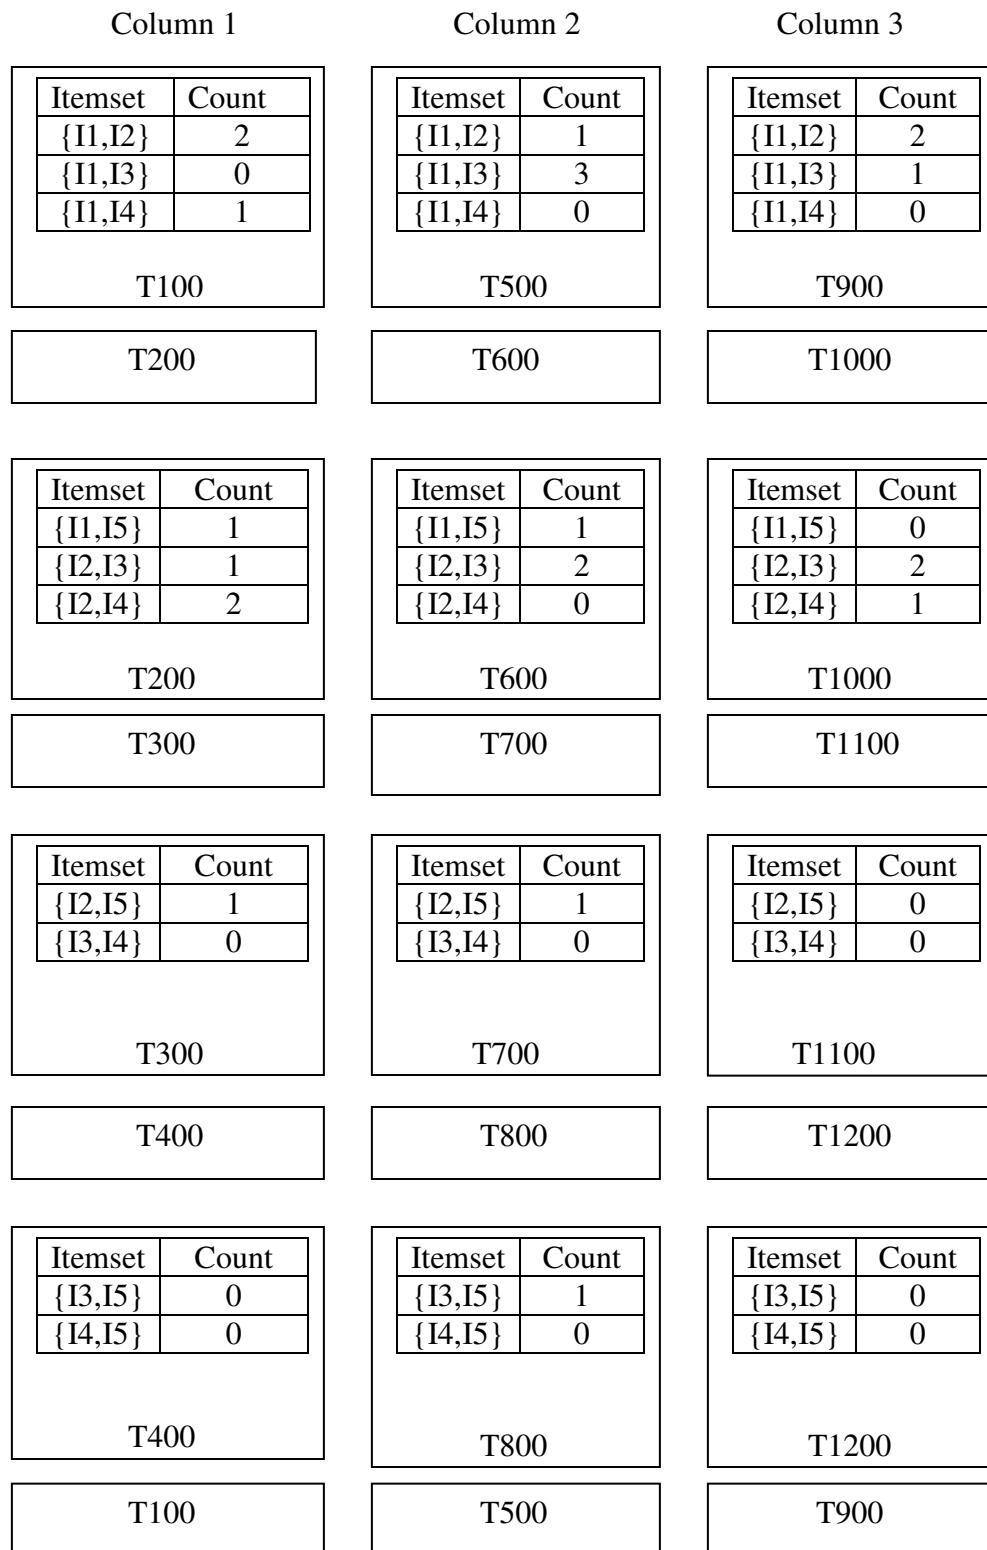 Column 1 Column 2 Column 3
Itemset Count Itemset Count Itemset Count
{I1,I2} 2 {I1,I2} 1 {I1,I2} 2
{I1,I3} 0 {I1,I3} 3 {I1,I3} 1
{I1,I4} 1 {I1,I4} 0 {I1,I4} 0
T100 T500 T900
T200 T600 T1000
Itemset Count Itemset Count Itemset Count
{I1,I5} 1 {I1,I5} 1 {I1,I5} 0
{I2,I3} 1 {I2,I3} 2 {I2,I3} 2
{I2,I4} 2 {I2,I4} 0 {I2,I4} 1
T200 T600 T1000
T300 T700 T1100
Itemset Count Itemset Count Itemset Count
{I2,I5} 1 {I2,I5} 1 {I2,I5} 0
{I3,I4} 0 {I3,I4} 0 {I3,I4} 0
T300 T700 T1100
T400 T800 T1200
Itemset Count Itemset Count Itemset Count
{I3,I5} 0 {I3,I5} 1 {I3,I5} 0
{I4,I5} 0 {I4,I5} 0 {I4,I5} 0
T400 T800 T1200
T100 T500 T900